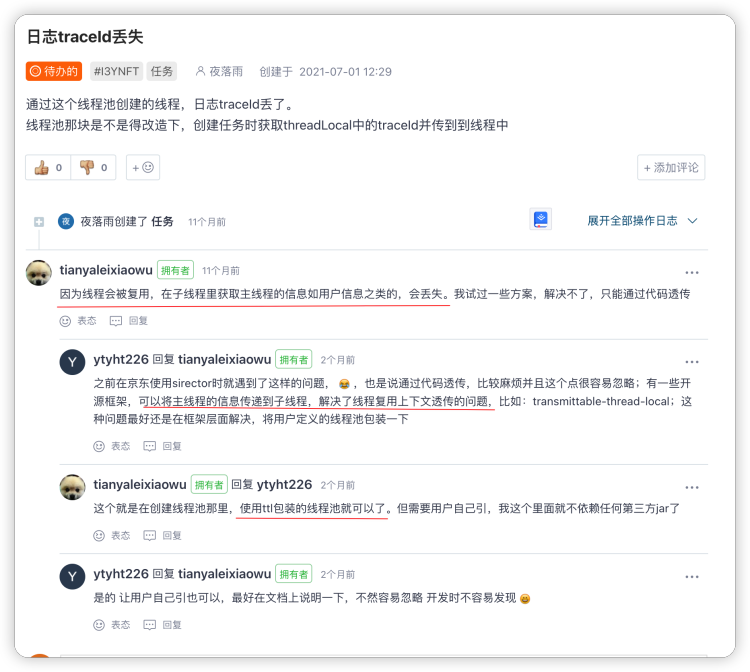 日志traceId丢失
待办的 #I3YNFT 任务 夜落雨 创建于 2021-07-01 12:29
通过这个线程池创建的线程，日志traceId丢了。
线程池那块是不是得改造下，创建任务时获取threadLocal中的traceId并传到到线程中
0 0 + + 添加评论
夜 夜落雨创建了 任务 11个月前 展开全部操作日志
tianyaleixiaowu 拥有者 11个月前
因为线程会被复用，在子线程里获取主线程的信息如用户信息之类的，会丢失。我试过一些方案，解决不了，只能通过代码透传
表态 回复
Y ytyht226 回复 tianyaleixiaowu 拥有者 2个月前
之前在京东使用sirector时就遇到了这样的问题，😂，也是说通过代码透传，比较麻烦并且这个点很容易忽略；有一些开
源框架，可以将主线程的信息传递到子线程，解决了线程复用上下文透传的问题，比如：transmittable-thread-local；这
种问题最好还是在框架层面解决，将用户定义的线程池包装一下
表态 回复
tianyaleixiaowu 拥有者 回复 ytyht226 2个月前
这个就是在创建线程池那里，使用ttl包装的线程池就可以了。但需要用户自己引，我这个里面就不依赖任何第三方jar了
表态 回复
Y ytyht226 回复 tianyaleixiaowu 拥有者 2个月前
是的 让用户自己引也可以，最好在文档上说明一下，不然容易忽略 开发时不容易发现 😄
表态 回复